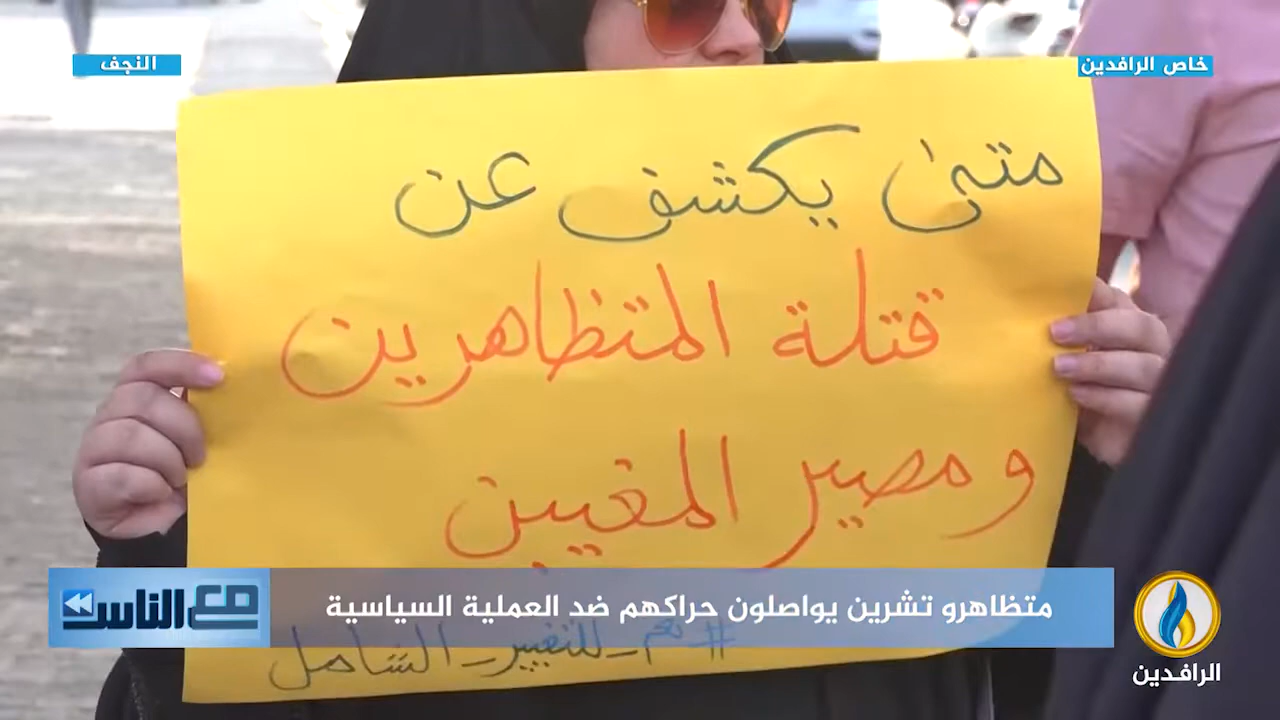 النجف
خاص الرافدين
متى يكشف عن
قتلة المتظاهرين
ومصير المغيبين
متظاهرو تشرين يواصلون حراكهم ضد العملية السياسية
مع الناس
الرافدين
#نعم_للتغيير_الشامل